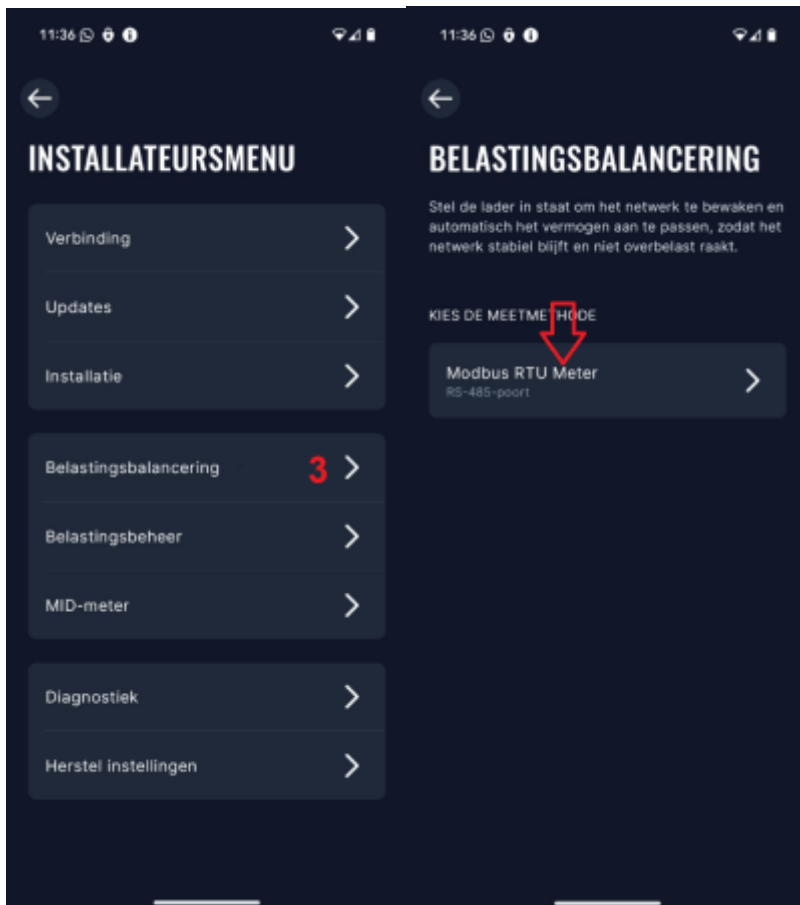 11:36
INSTALLATEURSMENU
Verbinding
Updates
Installatie
Belastingsbalancering 3
Belastingsbeheer
MID-meter
Diagnostiek
Herstel instellingen
11:36
BELASTINGSBALANCERING
Stel de lader in staat om het netwerk te bewaken en
automatisch het vermogen aan te passen, zodat het
netwerk stabiel blijft en niet overbelast raakt.
KIES DE MEETMETHODE
Modbus RTU Meter
RS-485-poort